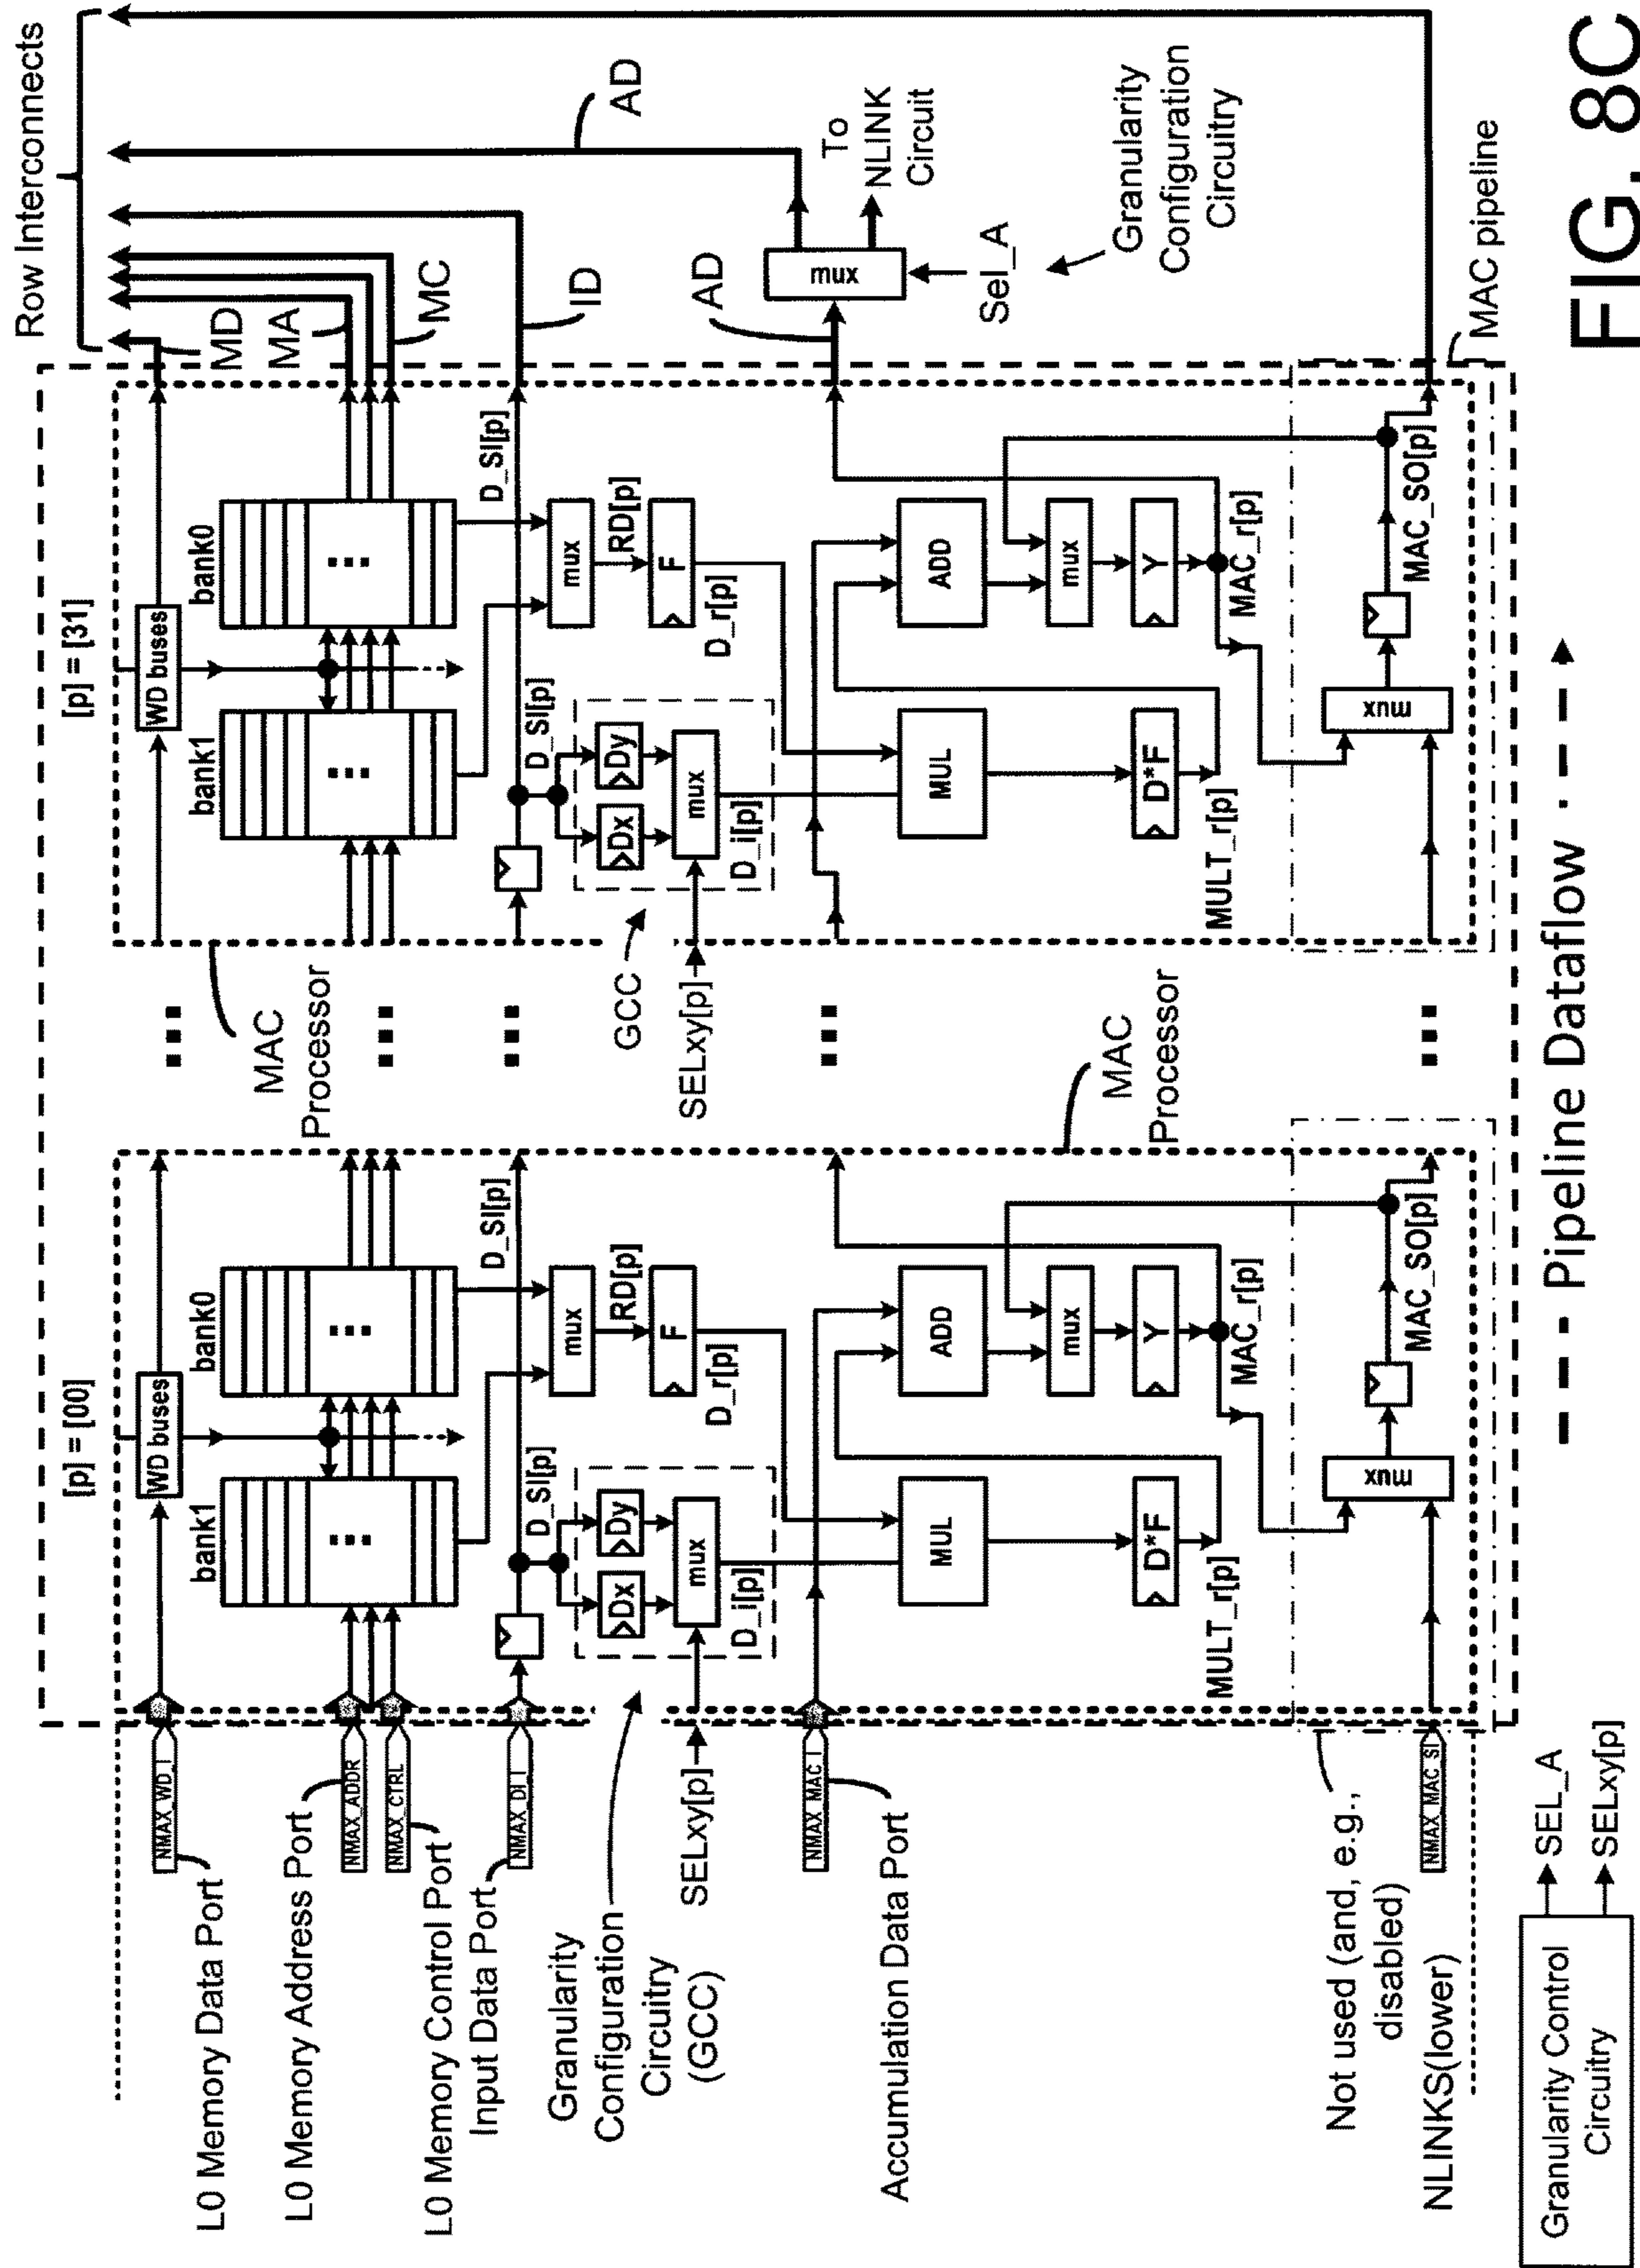 Row Interconnects
[p] = [00]
[p] = [31]
WD buses
WD buses
MD
MA
MC
ID
AD
AD
L0 Memory Data Port
NMAX_WD_I
L0 Memory Address Port
NMAX_ADDR
L0 Memory Control Port
NMAX_CTRL
Input Data Port
NMAX_DI_I
bank1
bank0
bank1
bank0
...
...
...
...
MAC
Processor
...
...
...
...
...
D_SI[p]
D_SI[p]
D_SI[p]
D_SI[p]
Granularity
Configuration
Circuitry
(GCC)
GCC
Dx
Dy
mux
D_i[p]
mux
RD[p]
F
D_r[p]
Dx
Dy
mux
D_i[p]
mux
RD[p]
F
D_r[p]
SELxy[p]
SELxy[p]
mux
To
NLINK
Circuit
Sel_A
Granularity
Configuration
Circuitry
Accumulation Data Port
NMAX_MAC_I
MUL
ADD
MUL
ADD
D*F
MULT_r[p]
mux
Y
MAC_r[p]
D*F
MULT_r[p]
mux
Y
MAC_r[p]
MAC
Processor
Not used (and, e.g.,
disabled)
NLINKS(lower)
NMAX_MAC_SI
mux
MAC_SO[p]
mux
MAC_SO[p]
MAC pipeline
Granularity Control
Circuitry
SEL_A
SELxy[p]
Pipeline Dataflow
FIG. 8C